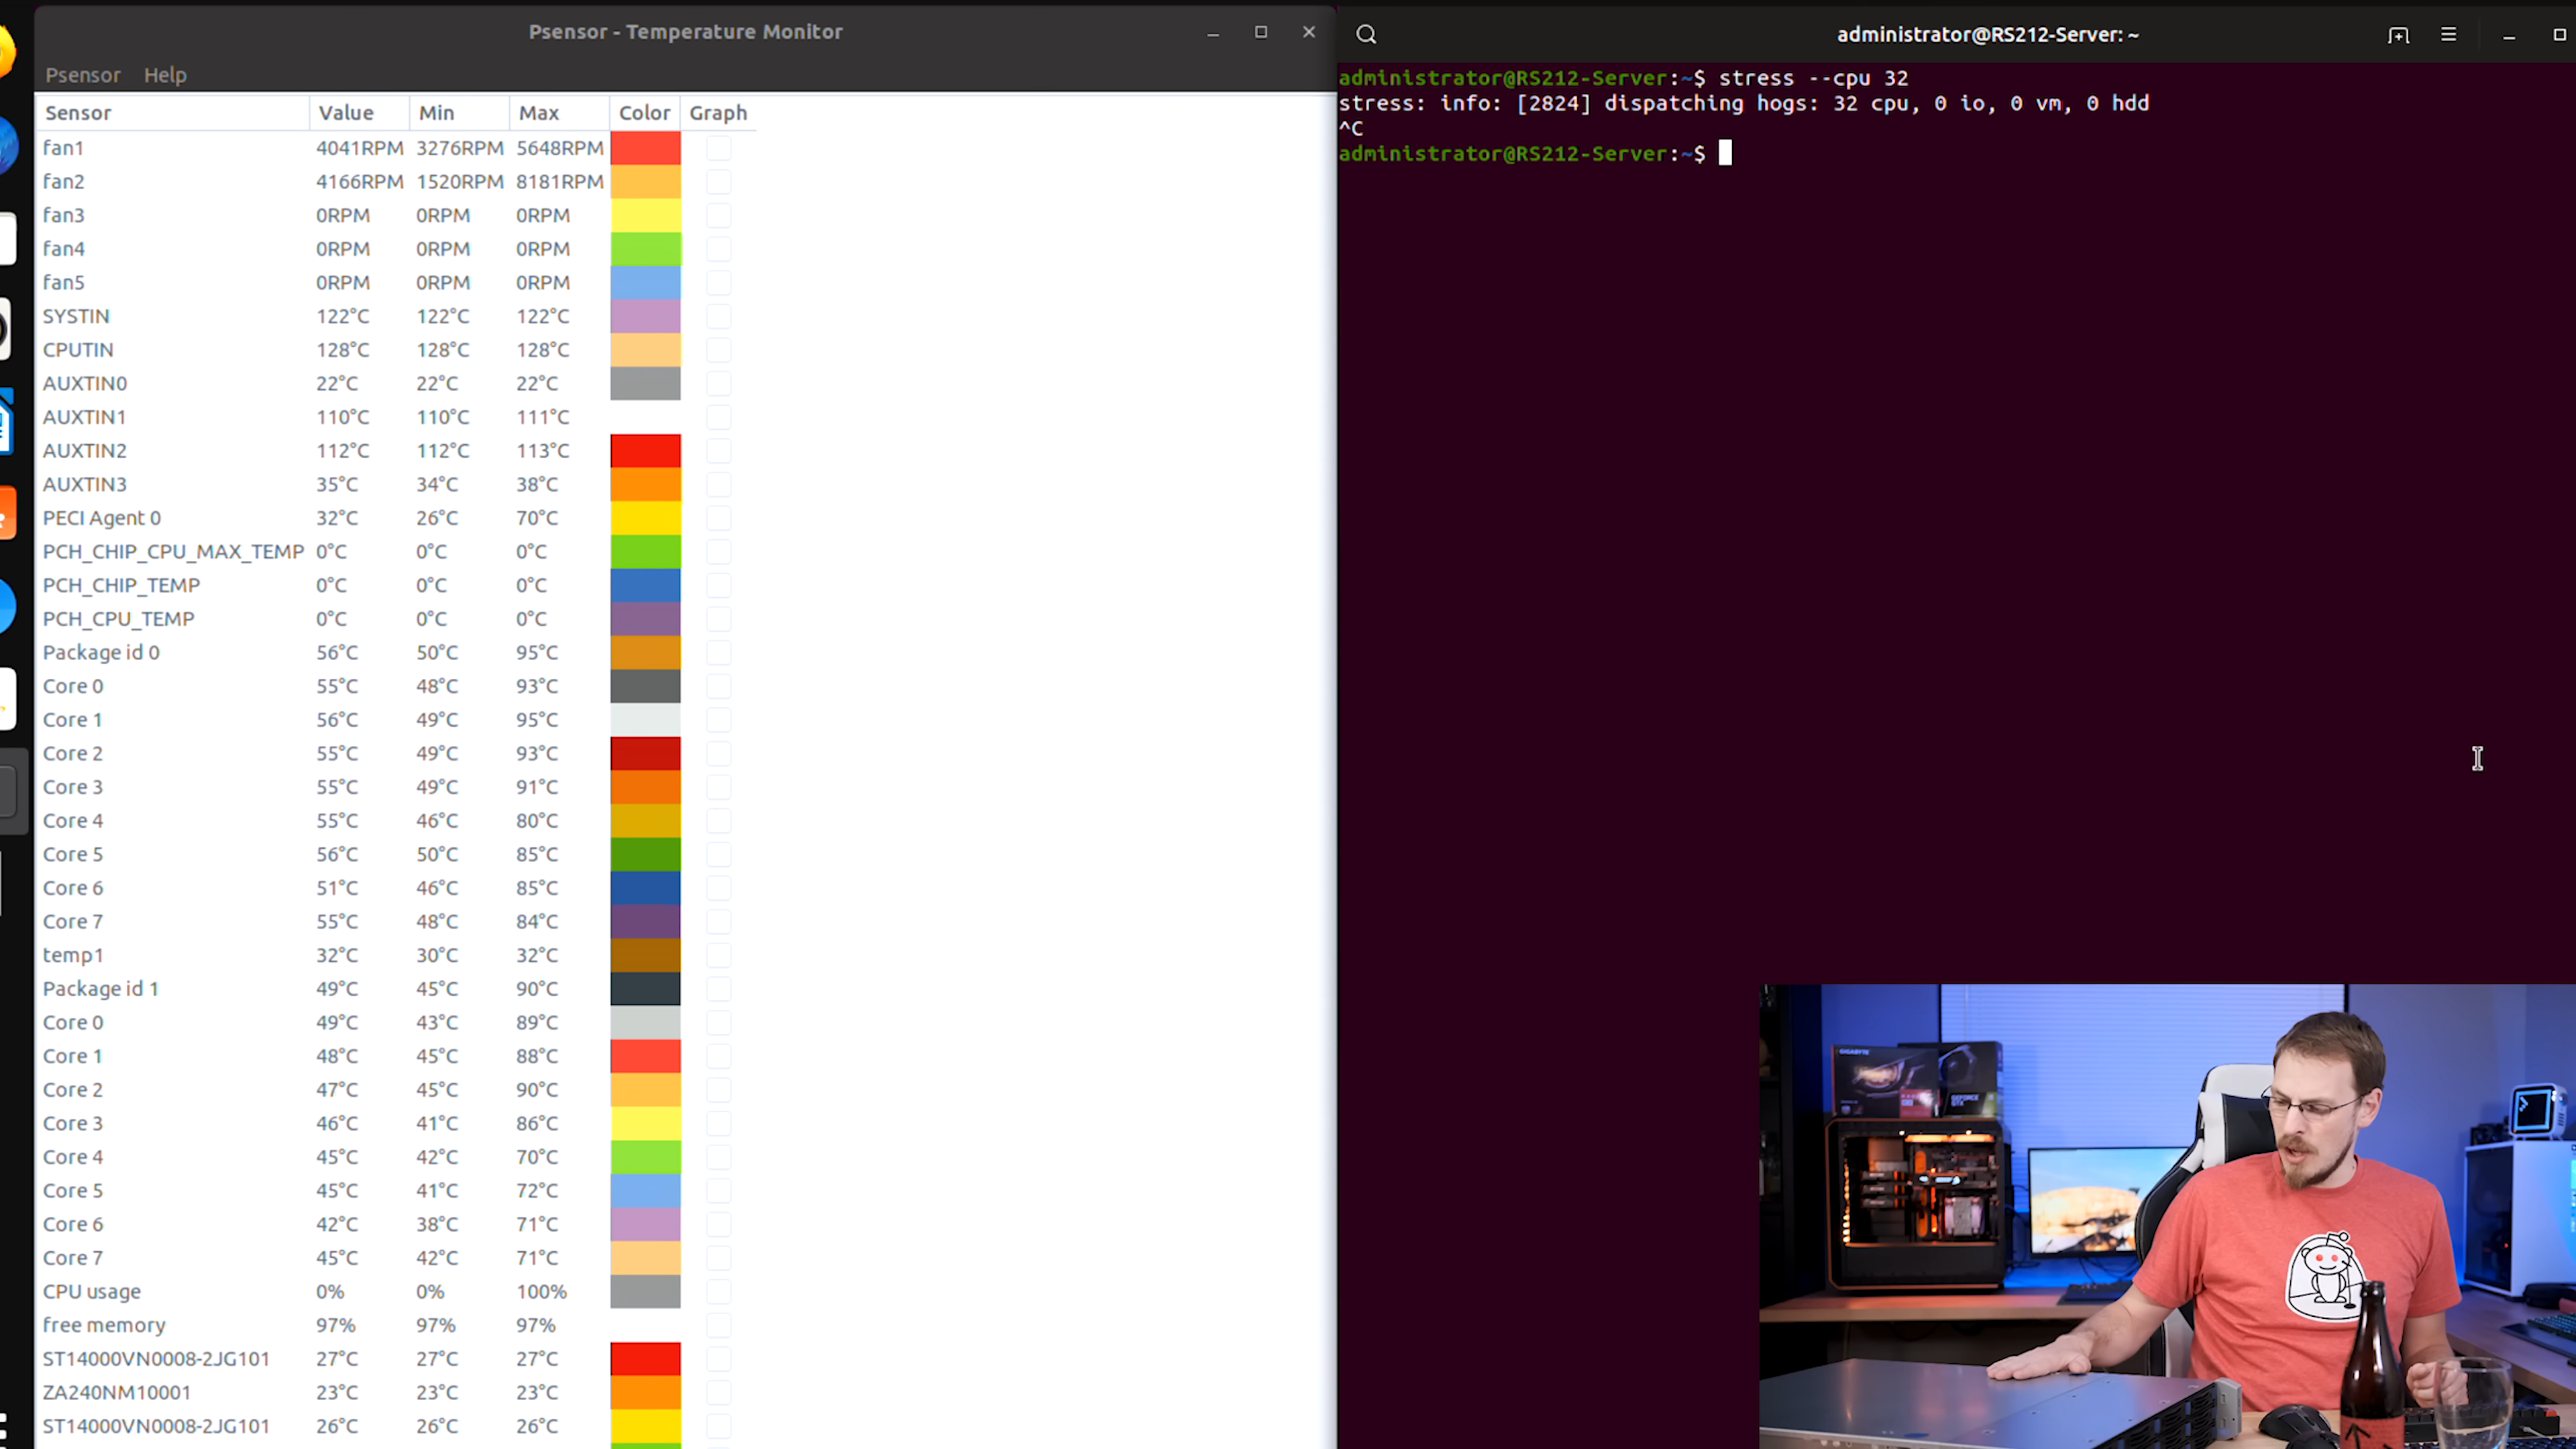 Psensor - Temperature Monitor
Psensor Help
Sensor Value Min Max Color Graph
fan1 4041RPM 3276RPM 5648RPM
fan2 4166RPM 1520RPM 8181RPM
fan3 0RPM 0RPM 0RPM
fan4 0RPM 0RPM 0RPM
fan5 0RPM 0RPM 0RPM
SYSTIN 122°C 122°C 122°C
CPUTIN 128°C 128°C 128°C
AUXTIN0 22°C 22°C 22°C
AUXTIN1 110°C 110°C 111°C
AUXTIN2 112°C 112°C 113°C
AUXTIN3 35°C 34°C 38°C
PECI Agent 0 32°C 26°C 70°C
PCH_CHIP_CPU_MAX_TEMP 0°C 0°C 0°C
PCH_CHIP_TEMP 0°C 0°C 0°C
PCH_CPU_TEMP 0°C 0°C 0°C
Package id 0 56°C 50°C 95°C
Core 0 55°C 48°C 93°C
Core 1 56°C 49°C 95°C
Core 2 55°C 49°C 93°C
Core 3 55°C 49°C 91°C
Core 4 55°C 46°C 80°C
Core 5 56°C 50°C 85°C
Core 6 51°C 46°C 85°C
Core 7 55°C 48°C 84°C
temp1 32°C 30°C 32°C
Package id 1 49°C 45°C 90°C
Core 0 49°C 43°C 89°C
Core 1 48°C 45°C 88°C
Core 2 47°C 45°C 90°C
Core 3 46°C 41°C 86°C
Core 4 45°C 42°C 70°C
Core 5 45°C 41°C 72°C
Core 6 42°C 38°C 71°C
Core 7 45°C 42°C 71°C
CPU usage 0% 0% 100%
free memory 97% 97% 97%
ST14000VN0008-2JG101 27°C 27°C 27°C
ZA240NM10001 23°C 23°C 23°C
ST14000VN0008-2JG101 26°C 26°C 26°C
administrator@RS212-Server: ~
administrator@RS212-Server:~$ stress --cpu 32
stress: info: [2824] dispatching hogs: 32 cpu, 0 io, 0 vm, 0 hdd
^C
administrator@RS212-Server:~$
GIGABYTE
GEFORCE
GTX